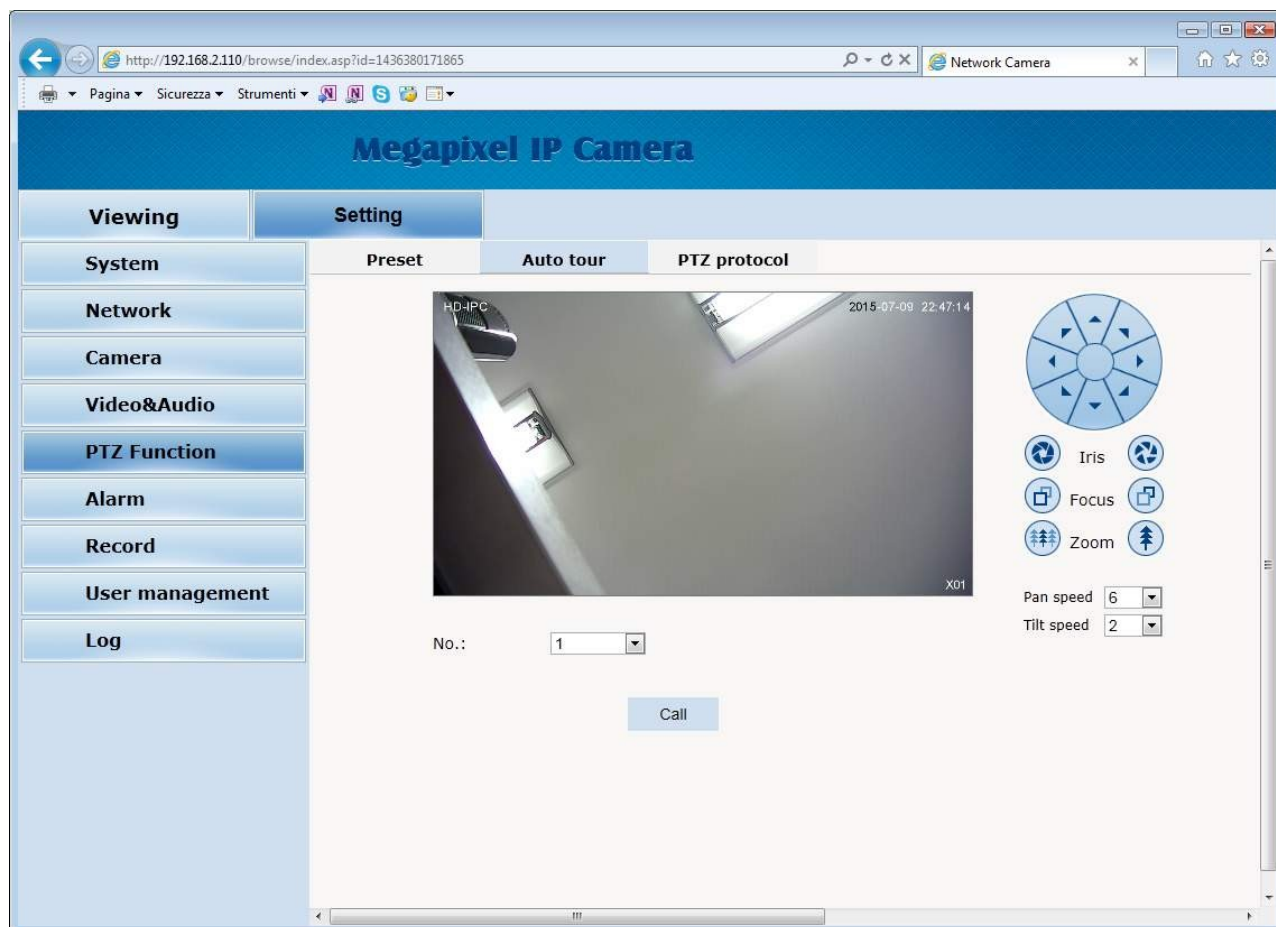 http://192.168.2.110/browse/index.asp?id=1436380171865
Network Camera
Pagina Sicurezza Strumenti
Megapixel IP Camera
Viewing
Setting
System
Network
Camera
Video&Audio
PTZ Function
Alarm
Record
User management
Log
Preset
Auto tour
PTZ protocol
HD-IPC
2015-07-09 22:47:14
X01
Iris
Focus
Zoom
Pan speed 6
Tilt speed 2
No.: 1
Call